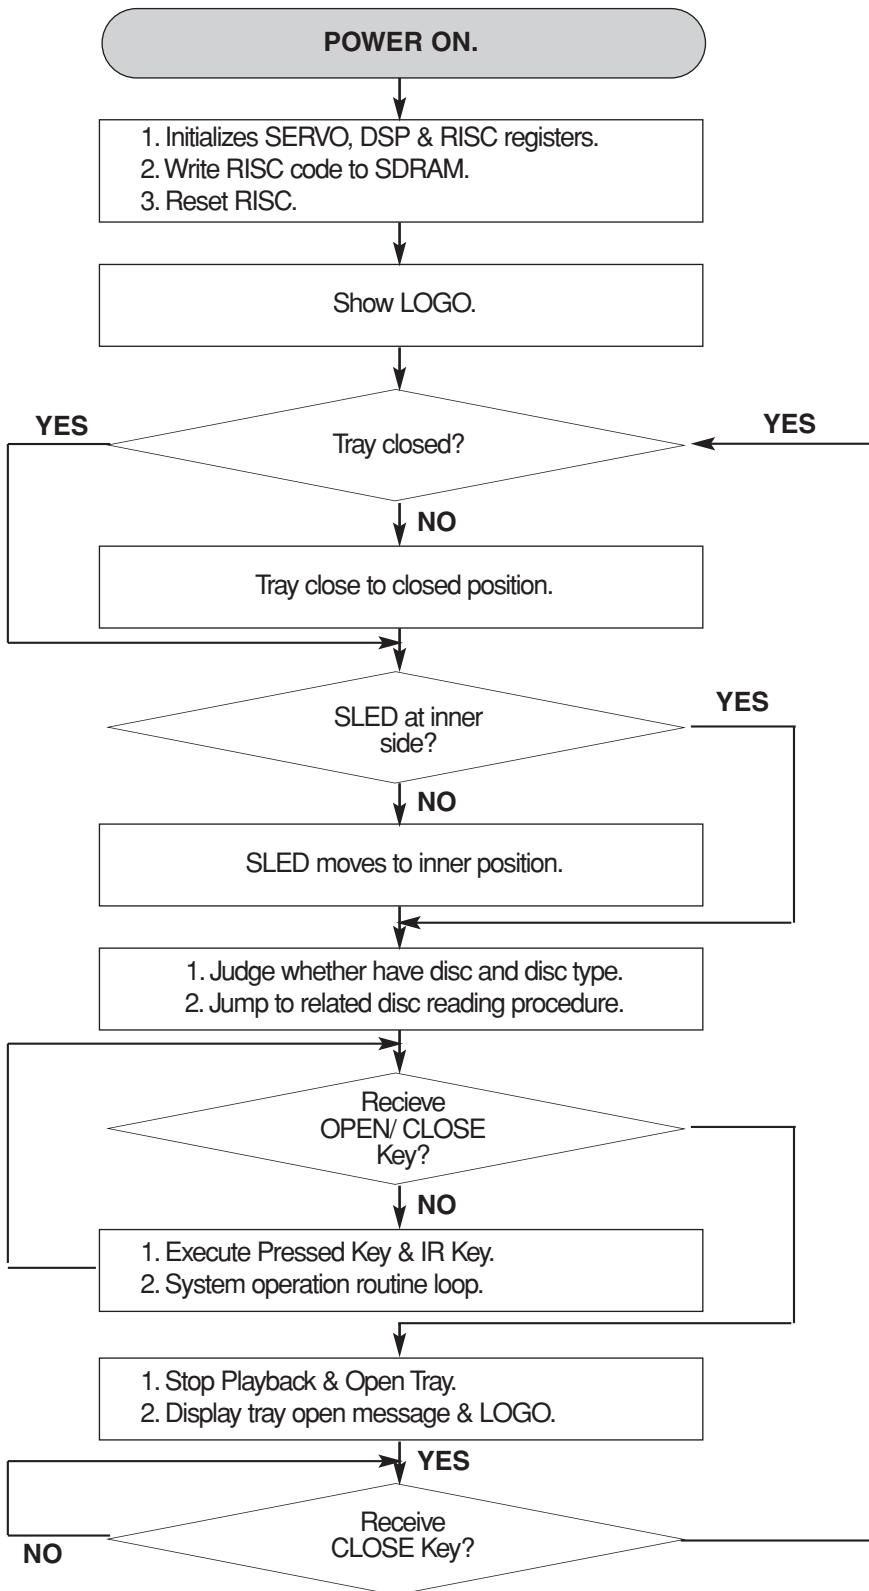 POWER ON.
1. Initializes SERVO, DSP & RISC registers.
2. Write RISC code to SDRAM.
3. Reset RISC.
Show LOGO.
YES
Tray closed?
YES
NO
Tray close to closed position.
SLED at inner
side?
YES
NO
SLED moves to inner position.
1. Judge whether have disc and disc type.
2. Jump to related disc reading procedure.
Recieve
OPEN/ CLOSE
Key?
NO
1. Execute Pressed Key & IR Key.
2. System operation routine loop.
1. Stop Playback & Open Tray.
2. Display tray open message & LOGO.
YES
Receive
CLOSE Key?
NO